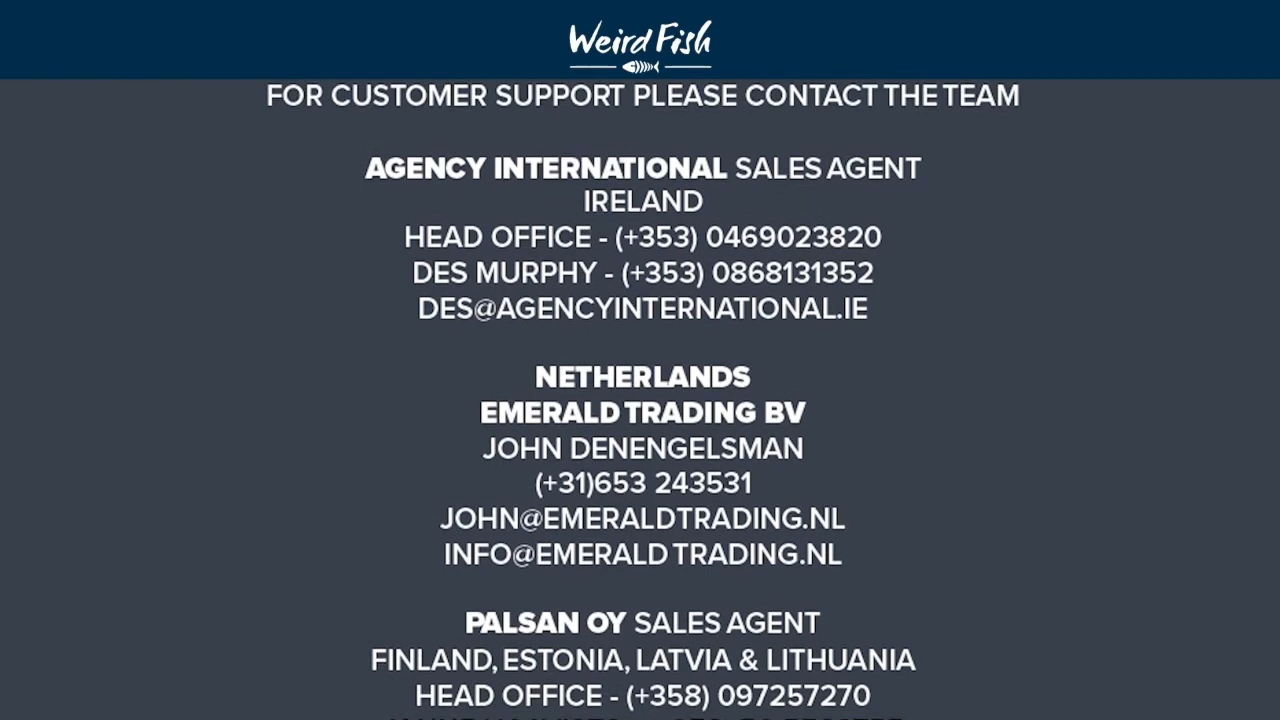 Weird Fish
FOR CUSTOMER SUPPORT PLEASE CONTACT THE TEAM
AGENCY INTERNATIONAL SALES AGENT
IRELAND
HEAD OFFICE - (+353) 0469023820
DES MURPHY - (+353) 0868131352
DES@AGENCYINTERNATIONAL.IE
NETHERLANDS
EMERALD TRADING BV
JOHN DENENGELSMAN
(+31)653 243531
JOHN@EMERALDTRADING.NL
INFO@EMERALDTRADING.NL
PALSAN OY SALES AGENT
FINLAND, ESTONIA, LATVIA & LITHUANIA
HEAD OFFICE - (+358) 097257270